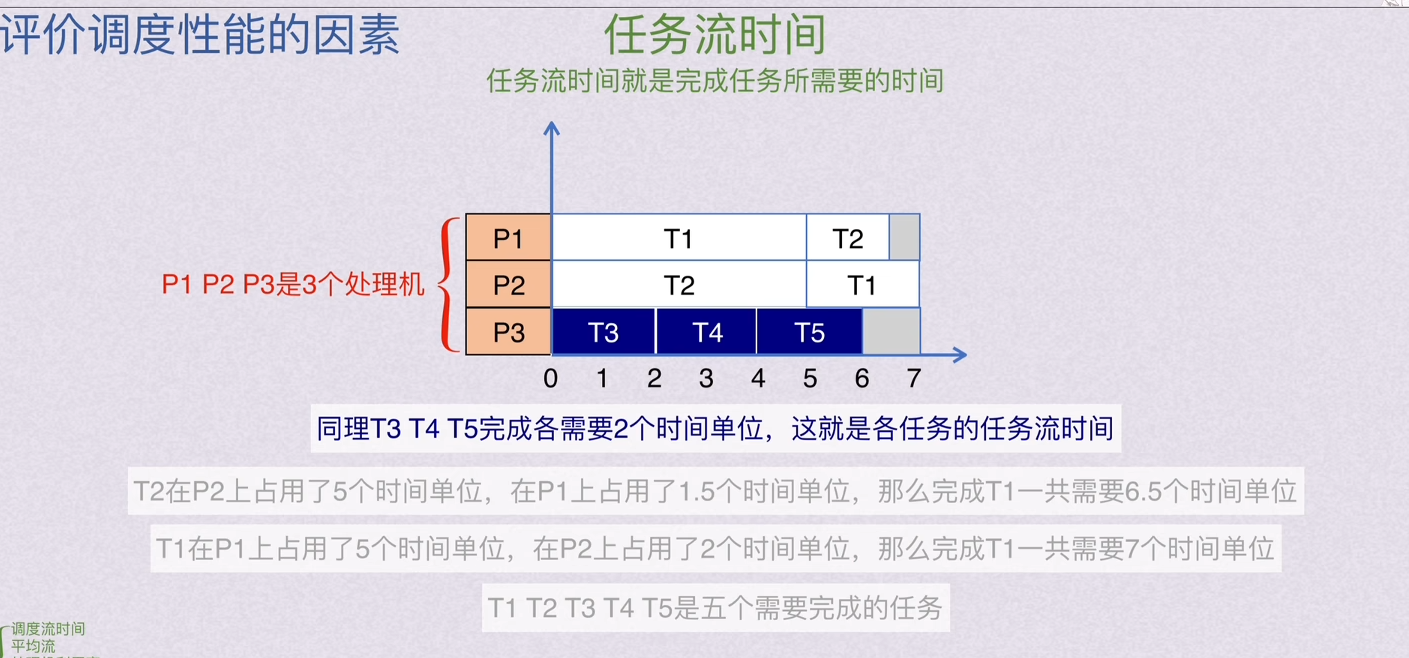 评价调度性能的因素
任务流时间
任务流时间就是完成任务所需要的时间
P1 P2 P3是3个处理机
P1 T1 T2
P2 T2 T1
P3 T3 T4 T5
0 1 2 3 4 5 6 7
同理T3 T4 T5完成各需要2个时间单位，这就是各任务的任务流时间
T2在P2上占用了5个时间单位，在P1上占用了1.5个时间单位，那么完成T1一共需要6.5个时间单位
T1在P1上占用了5个时间单位，在P2上占用了2个时间单位，那么完成T1一共需要7个时间单位
T1 T2 T3 T4 T5是五个需要完成的任务
调度流时间
平均流